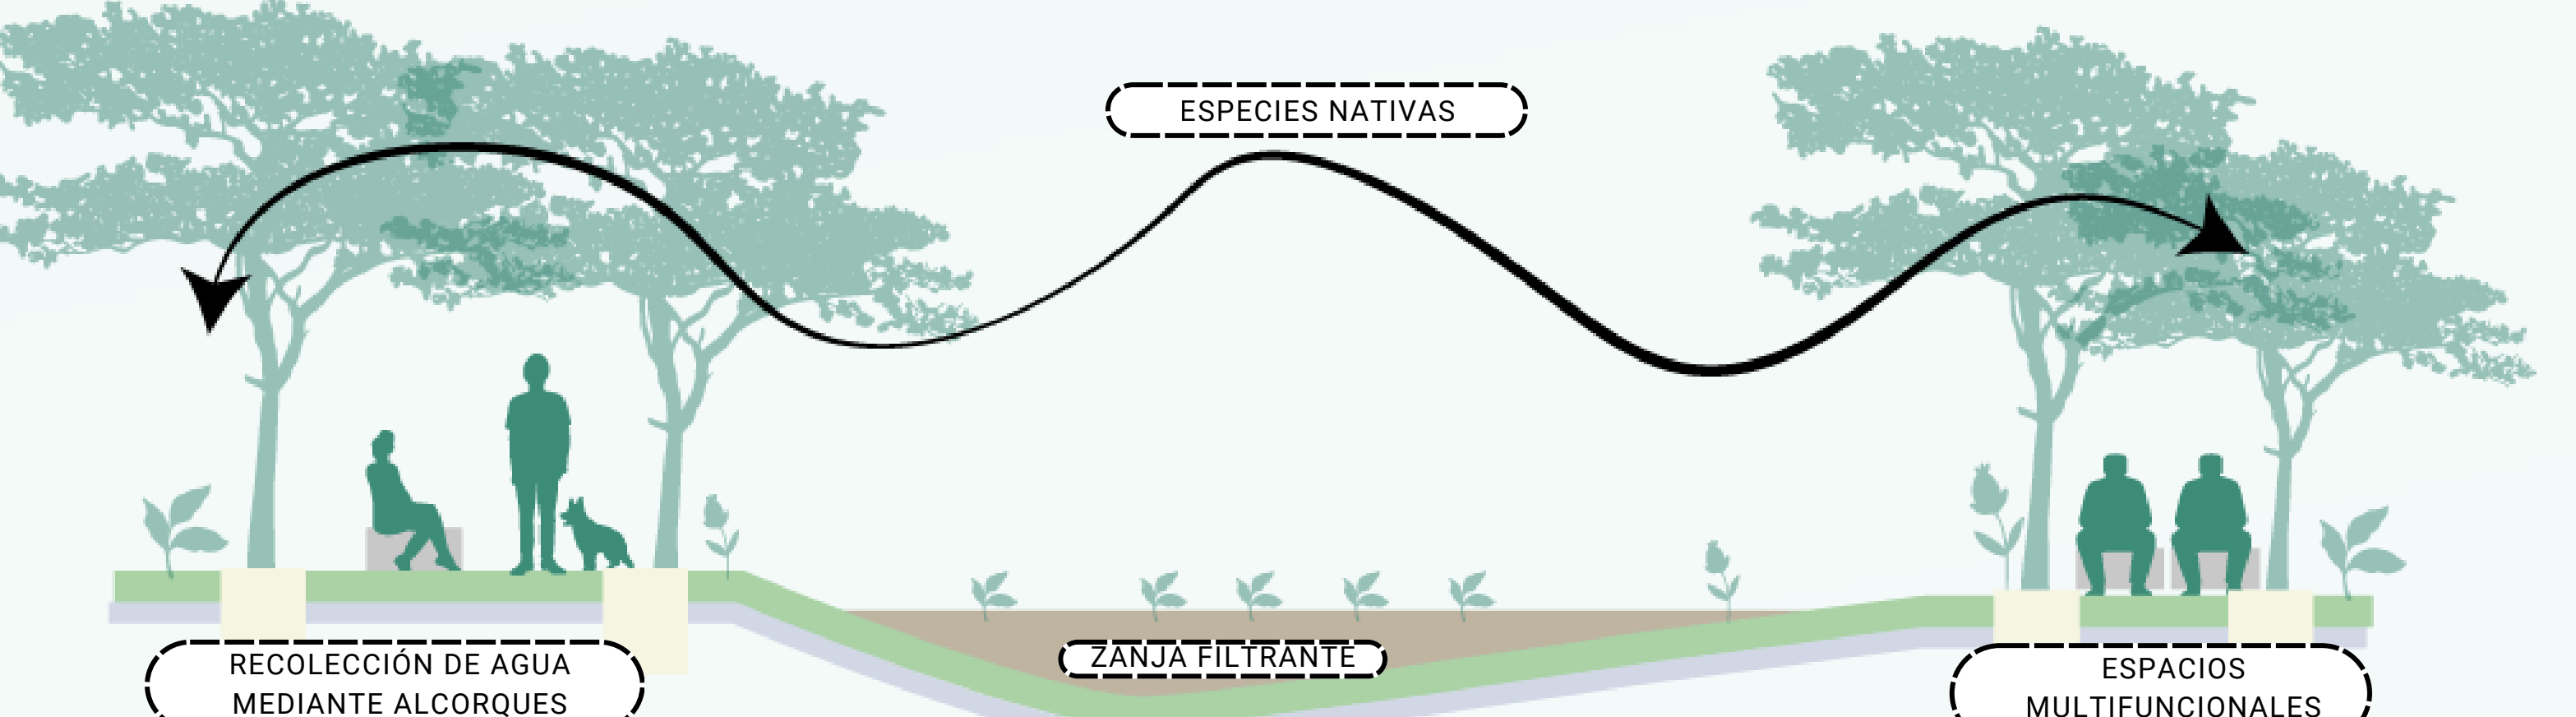 ESPECIES NATIVAS
ZANJA FILTRANTE
RECOLECCIÓN DE AGUA
MEDIANTE ALCORQUES
ESPACIOS
MULTIFUNCIONALES